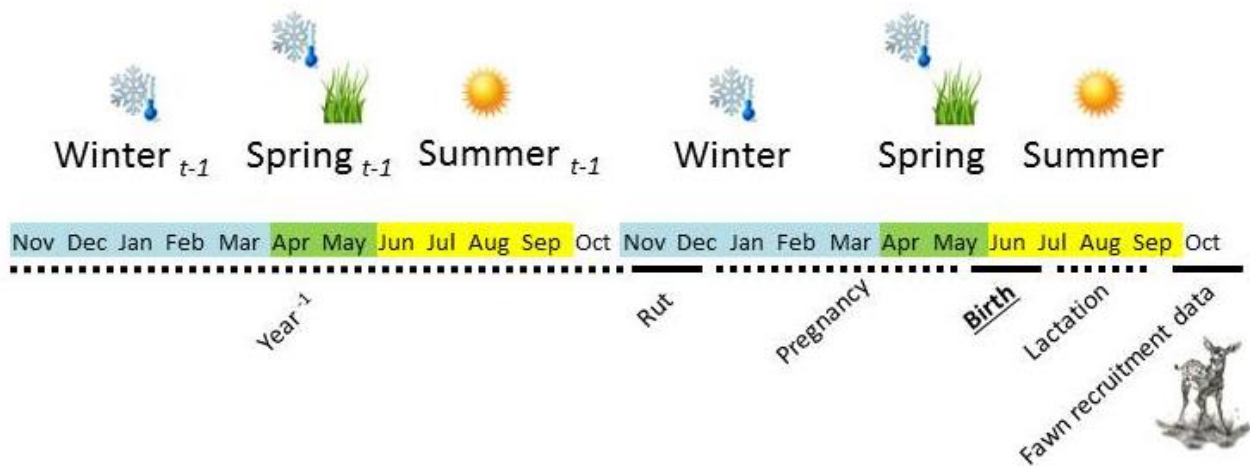 Winter t-1 Spring t-1 Summer t-1 Winter Spring Summer
Nov Dec Jan Feb Mar Apr May Jun Jul Aug Sep Oct Nov Dec Jan Feb Mar Apr May Jun Jul Aug Sep Oct
Year-1
Rut
Pregnancy
Birth
Lactation
Fawn recruitment data